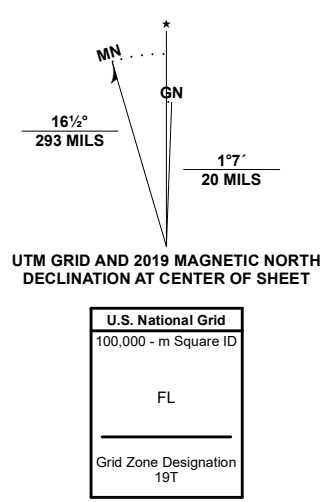 ★
MN
GN
16½°
293 MILS
1°7´
20 MILS
UTM GRID AND 2019 MAGNETIC NORTH
DECLINATION AT CENTER OF SHEET
U.S. National Grid
100,000 - m Square ID
FL
Grid Zone Designation
19T